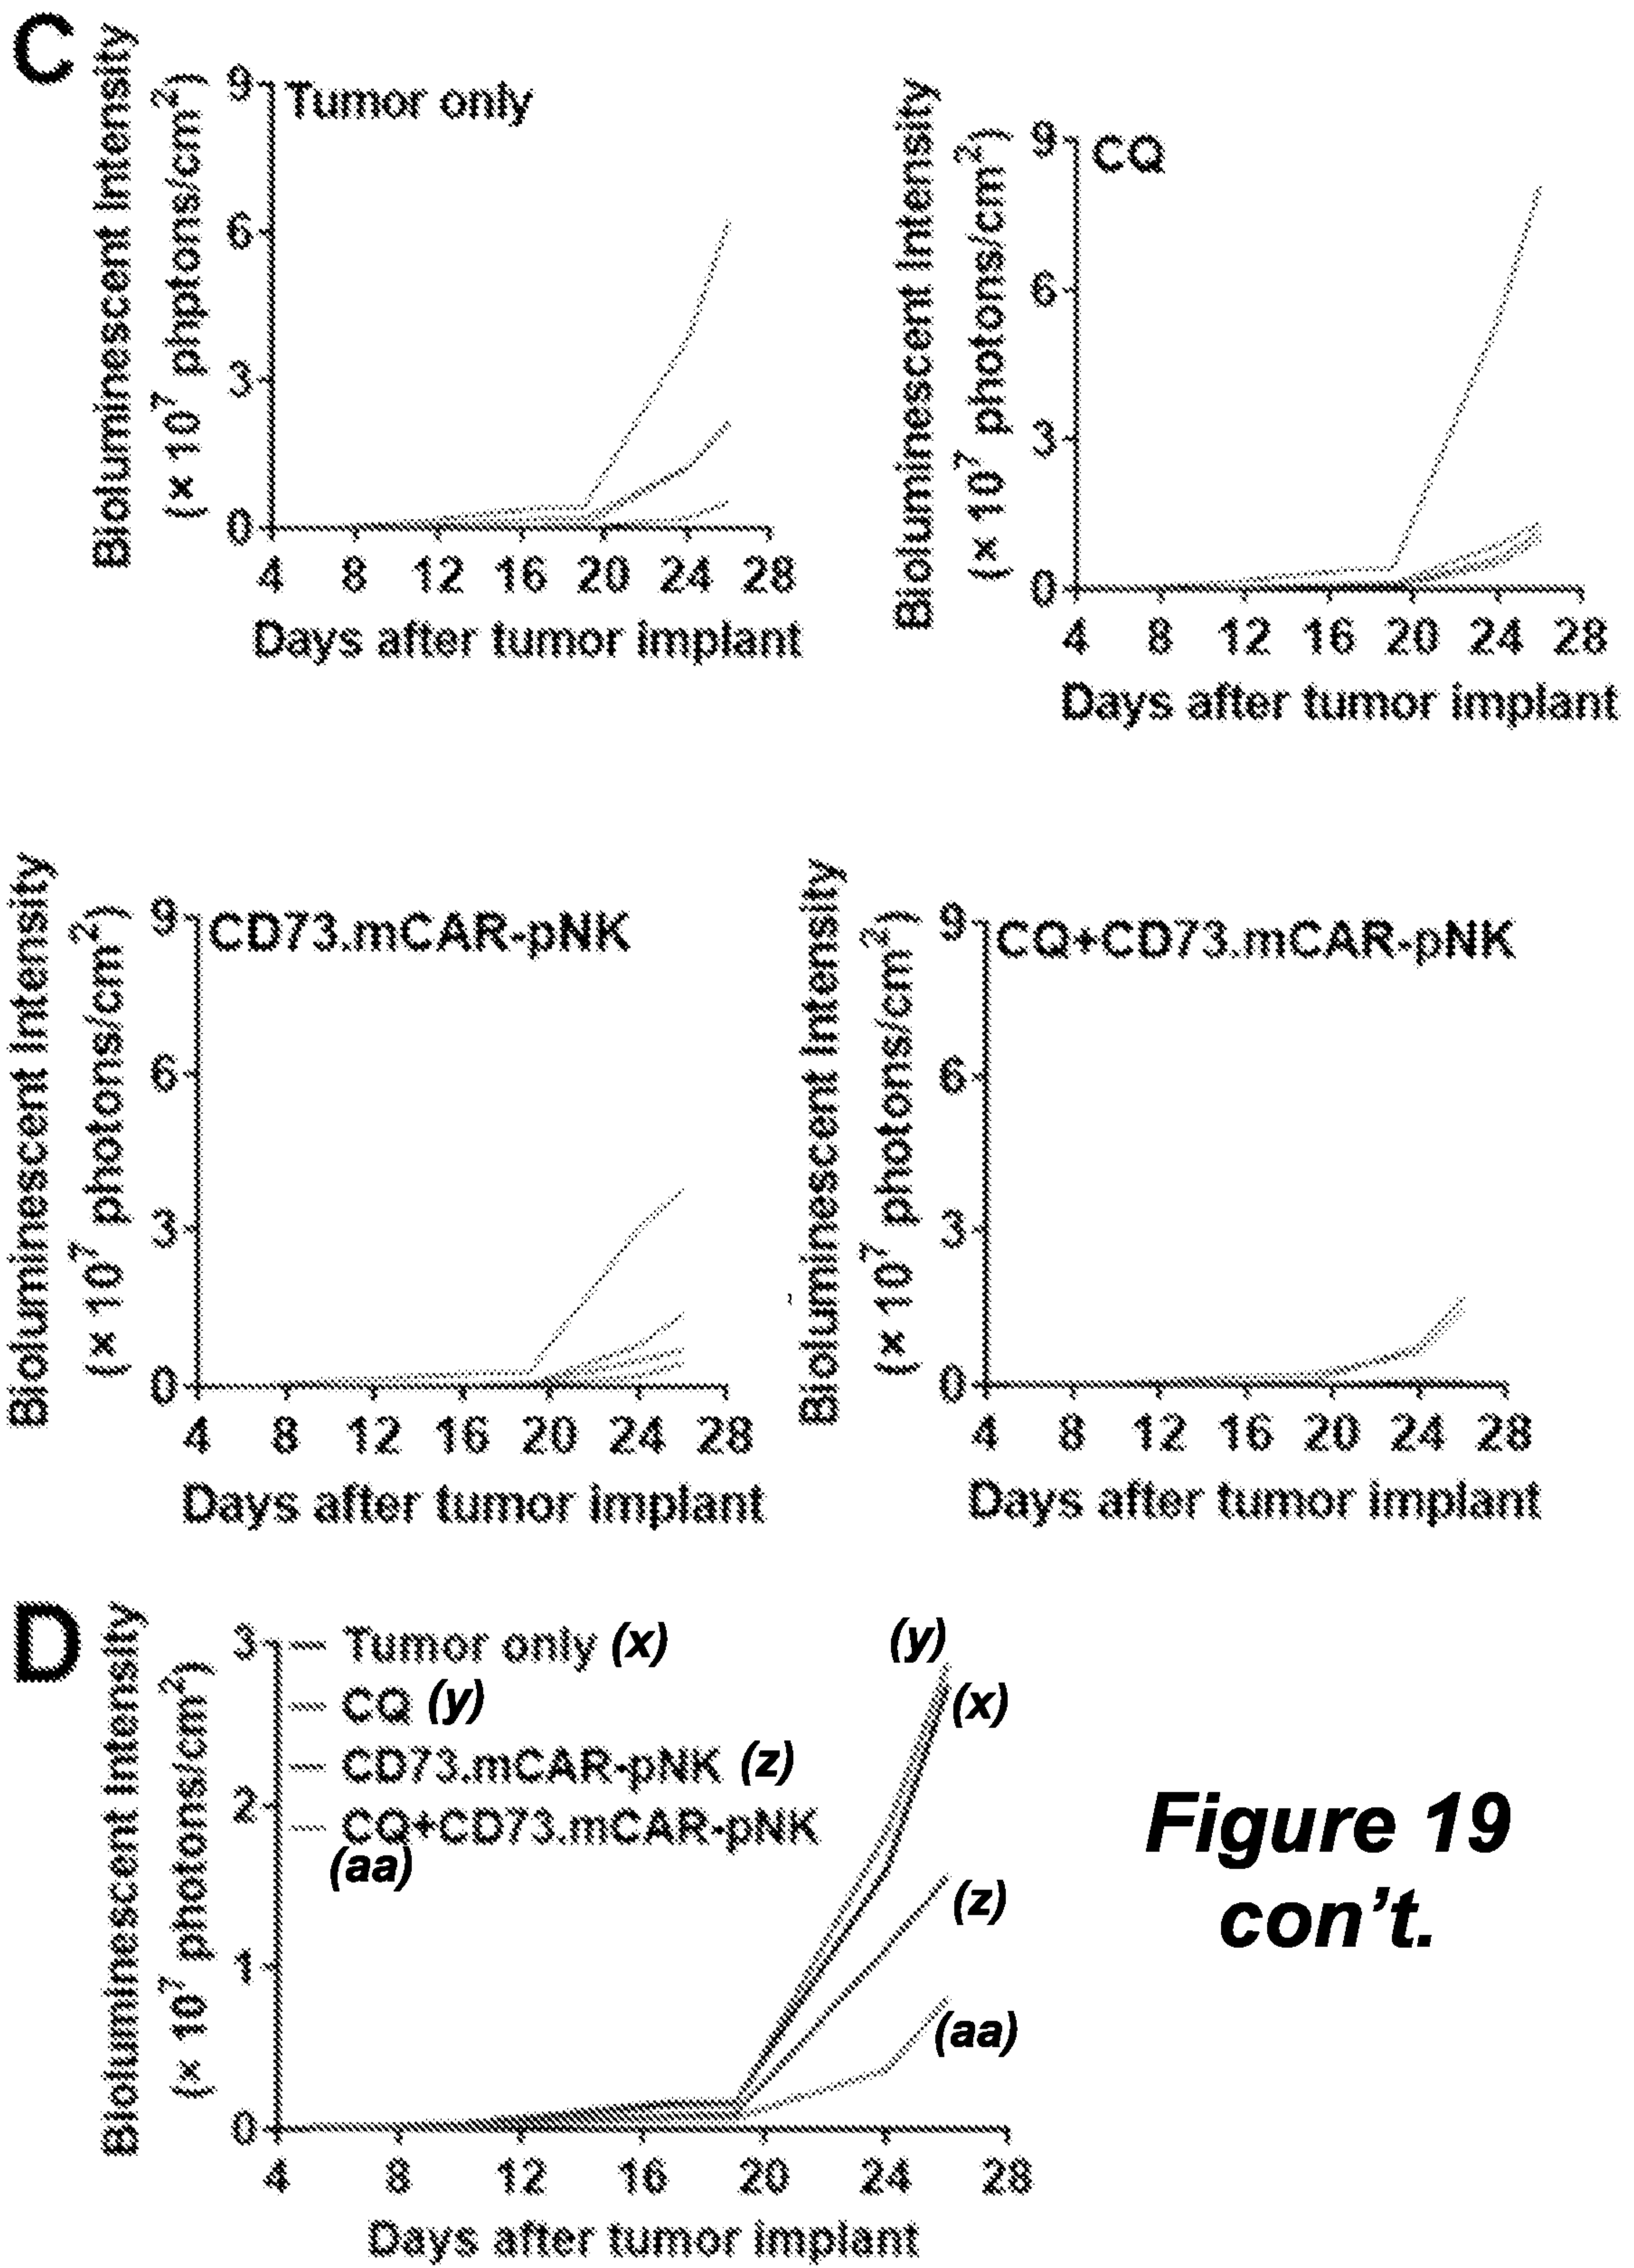 C
Bioluminescent Intensity
(× 10⁷ phptons/cm²)
9
6
3
0
Tumor only
4 8 12 16 20 24 28
Days after tumor implant
Bioluminescent Intensity
(× 10⁷ photons/cm²)
9
6
3
0
CQ
4 8 12 16 20 24 28
Days after tumor implant
Bioluminescent Intensity
(× 10⁷ photons/cm²)
9
6
3
0
CD73.mCAR-pNK
4 8 12 16 20 24 28
Days after tumor implant
Bioluminescent Intensity
(× 10⁷ photons/cm²)
9
6
3
0
CQ+CD73.mCAR-pNK
4 8 12 16 20 24 28
Days after tumor implant
D
Bioluminescent Intensity
(× 10⁷ photons/cm²)
3
2
1
0
Tumor only (x)
CQ (y)
CD73.mCAR-pNK (z)
CQ+CD73.mCAR-pNK
(aa)
(y)
(x)
(z)
(aa)
4 8 12 16 20 24 28
Days after tumor implant
Figure 19
con't.